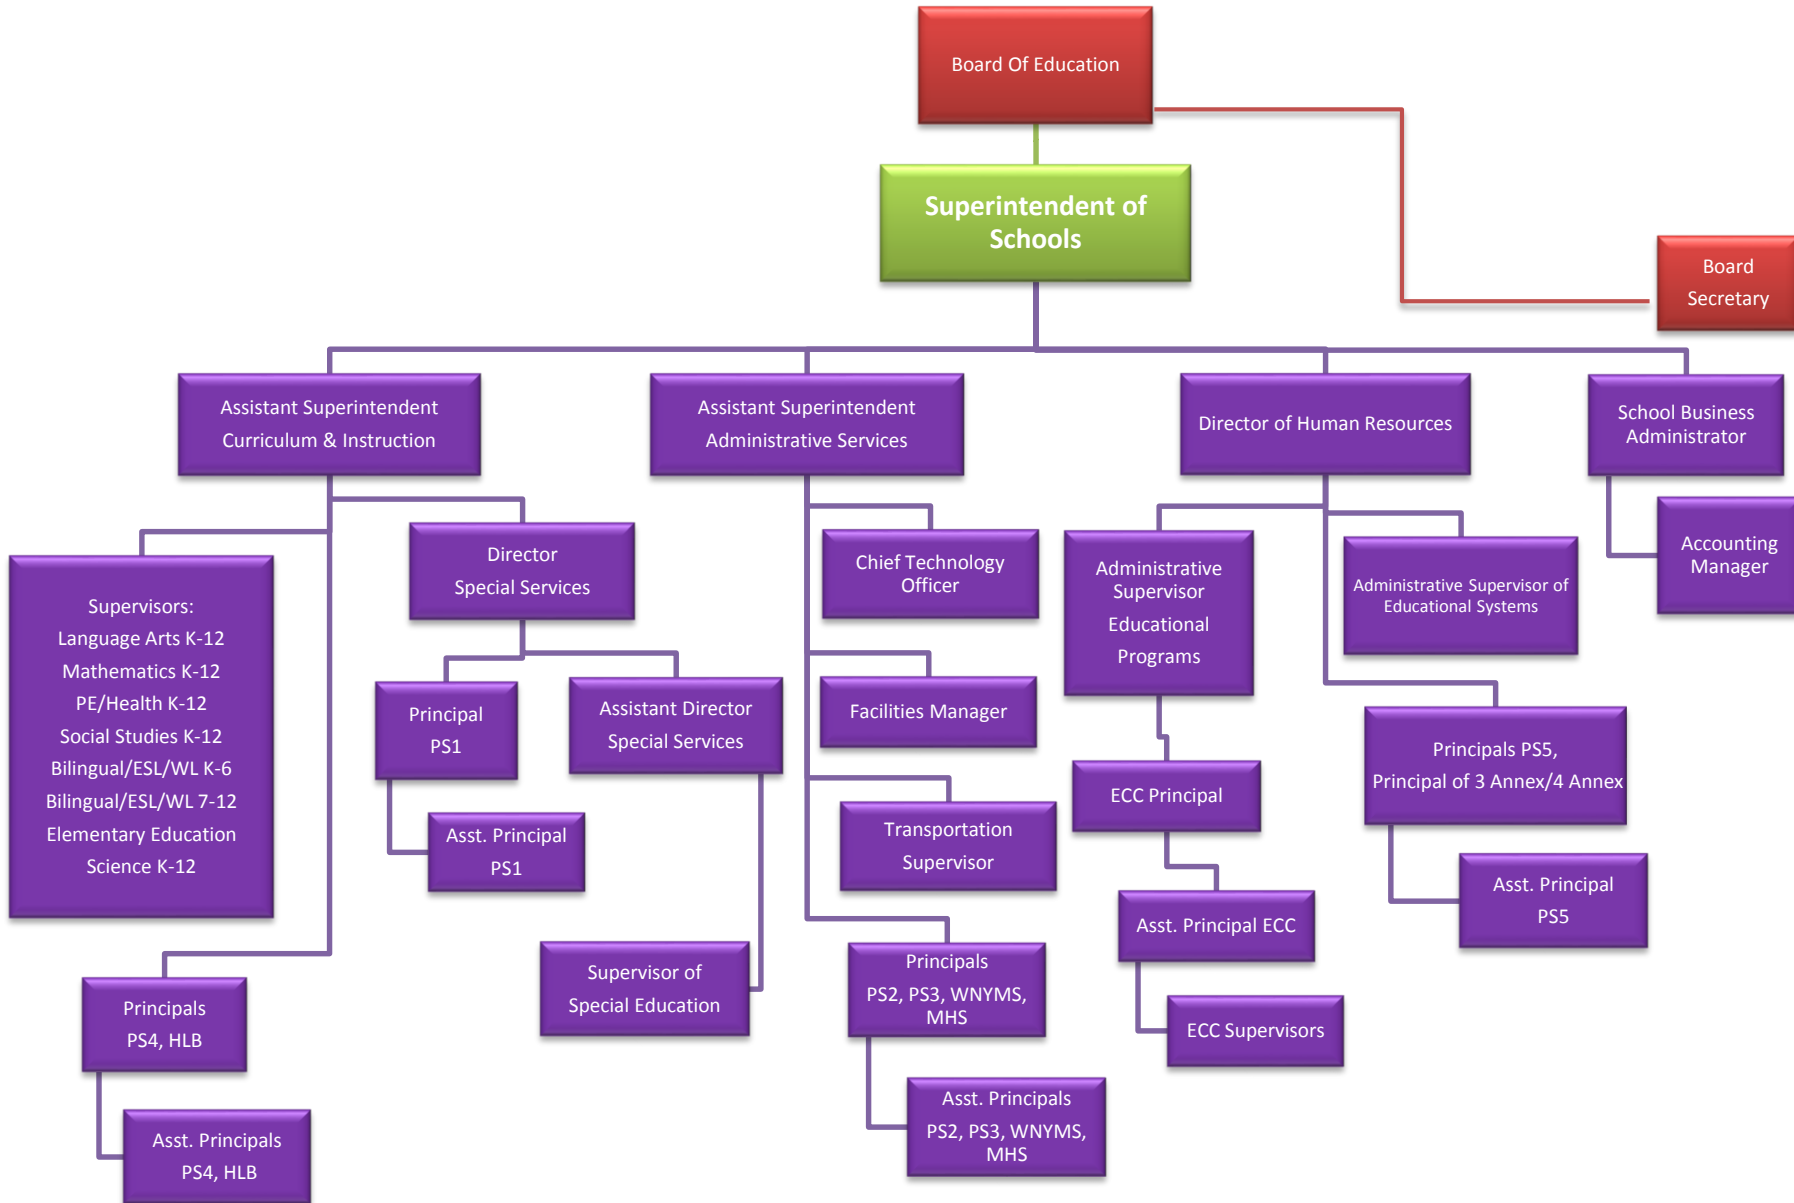 Board Of Education
Superintendent of
Schools
Board
Secretary
Assistant Superintendent
Curriculum & Instruction
Assistant Superintendent
Administrative Services
Director of Human Resources
School Business
Administrator
Supervisors:
Language Arts K-12
Mathematics K-12
PE/Health K-12
Social Studies K-12
Bilingual/ESL/WL K-6
Bilingual/ESL/WL 7-12
Elementary Education
Science K-12
Director
Special Services
Principal
PS1
Asst. Principal
PS1
Assistant Director
Special Services
Supervisor of
Special Education
Principals
PS4, HLB
Asst. Principals
PS4, HLB
Chief Technology
Officer
Facilities Manager
Transportation
Supervisor
Principals
PS2, PS3, WNYMS,
MHS
Asst. Principals
PS2, PS3, WNYMS,
MHS
Administrative
Supervisor
Educational
Programs
ECC Principal
Asst. Principal ECC
ECC Supervisors
Administrative Supervisor of
Educational Systems
Principals PS5,
Principal of 3 Annex/4 Annex
Asst. Principal
PS5
Accounting
Manager